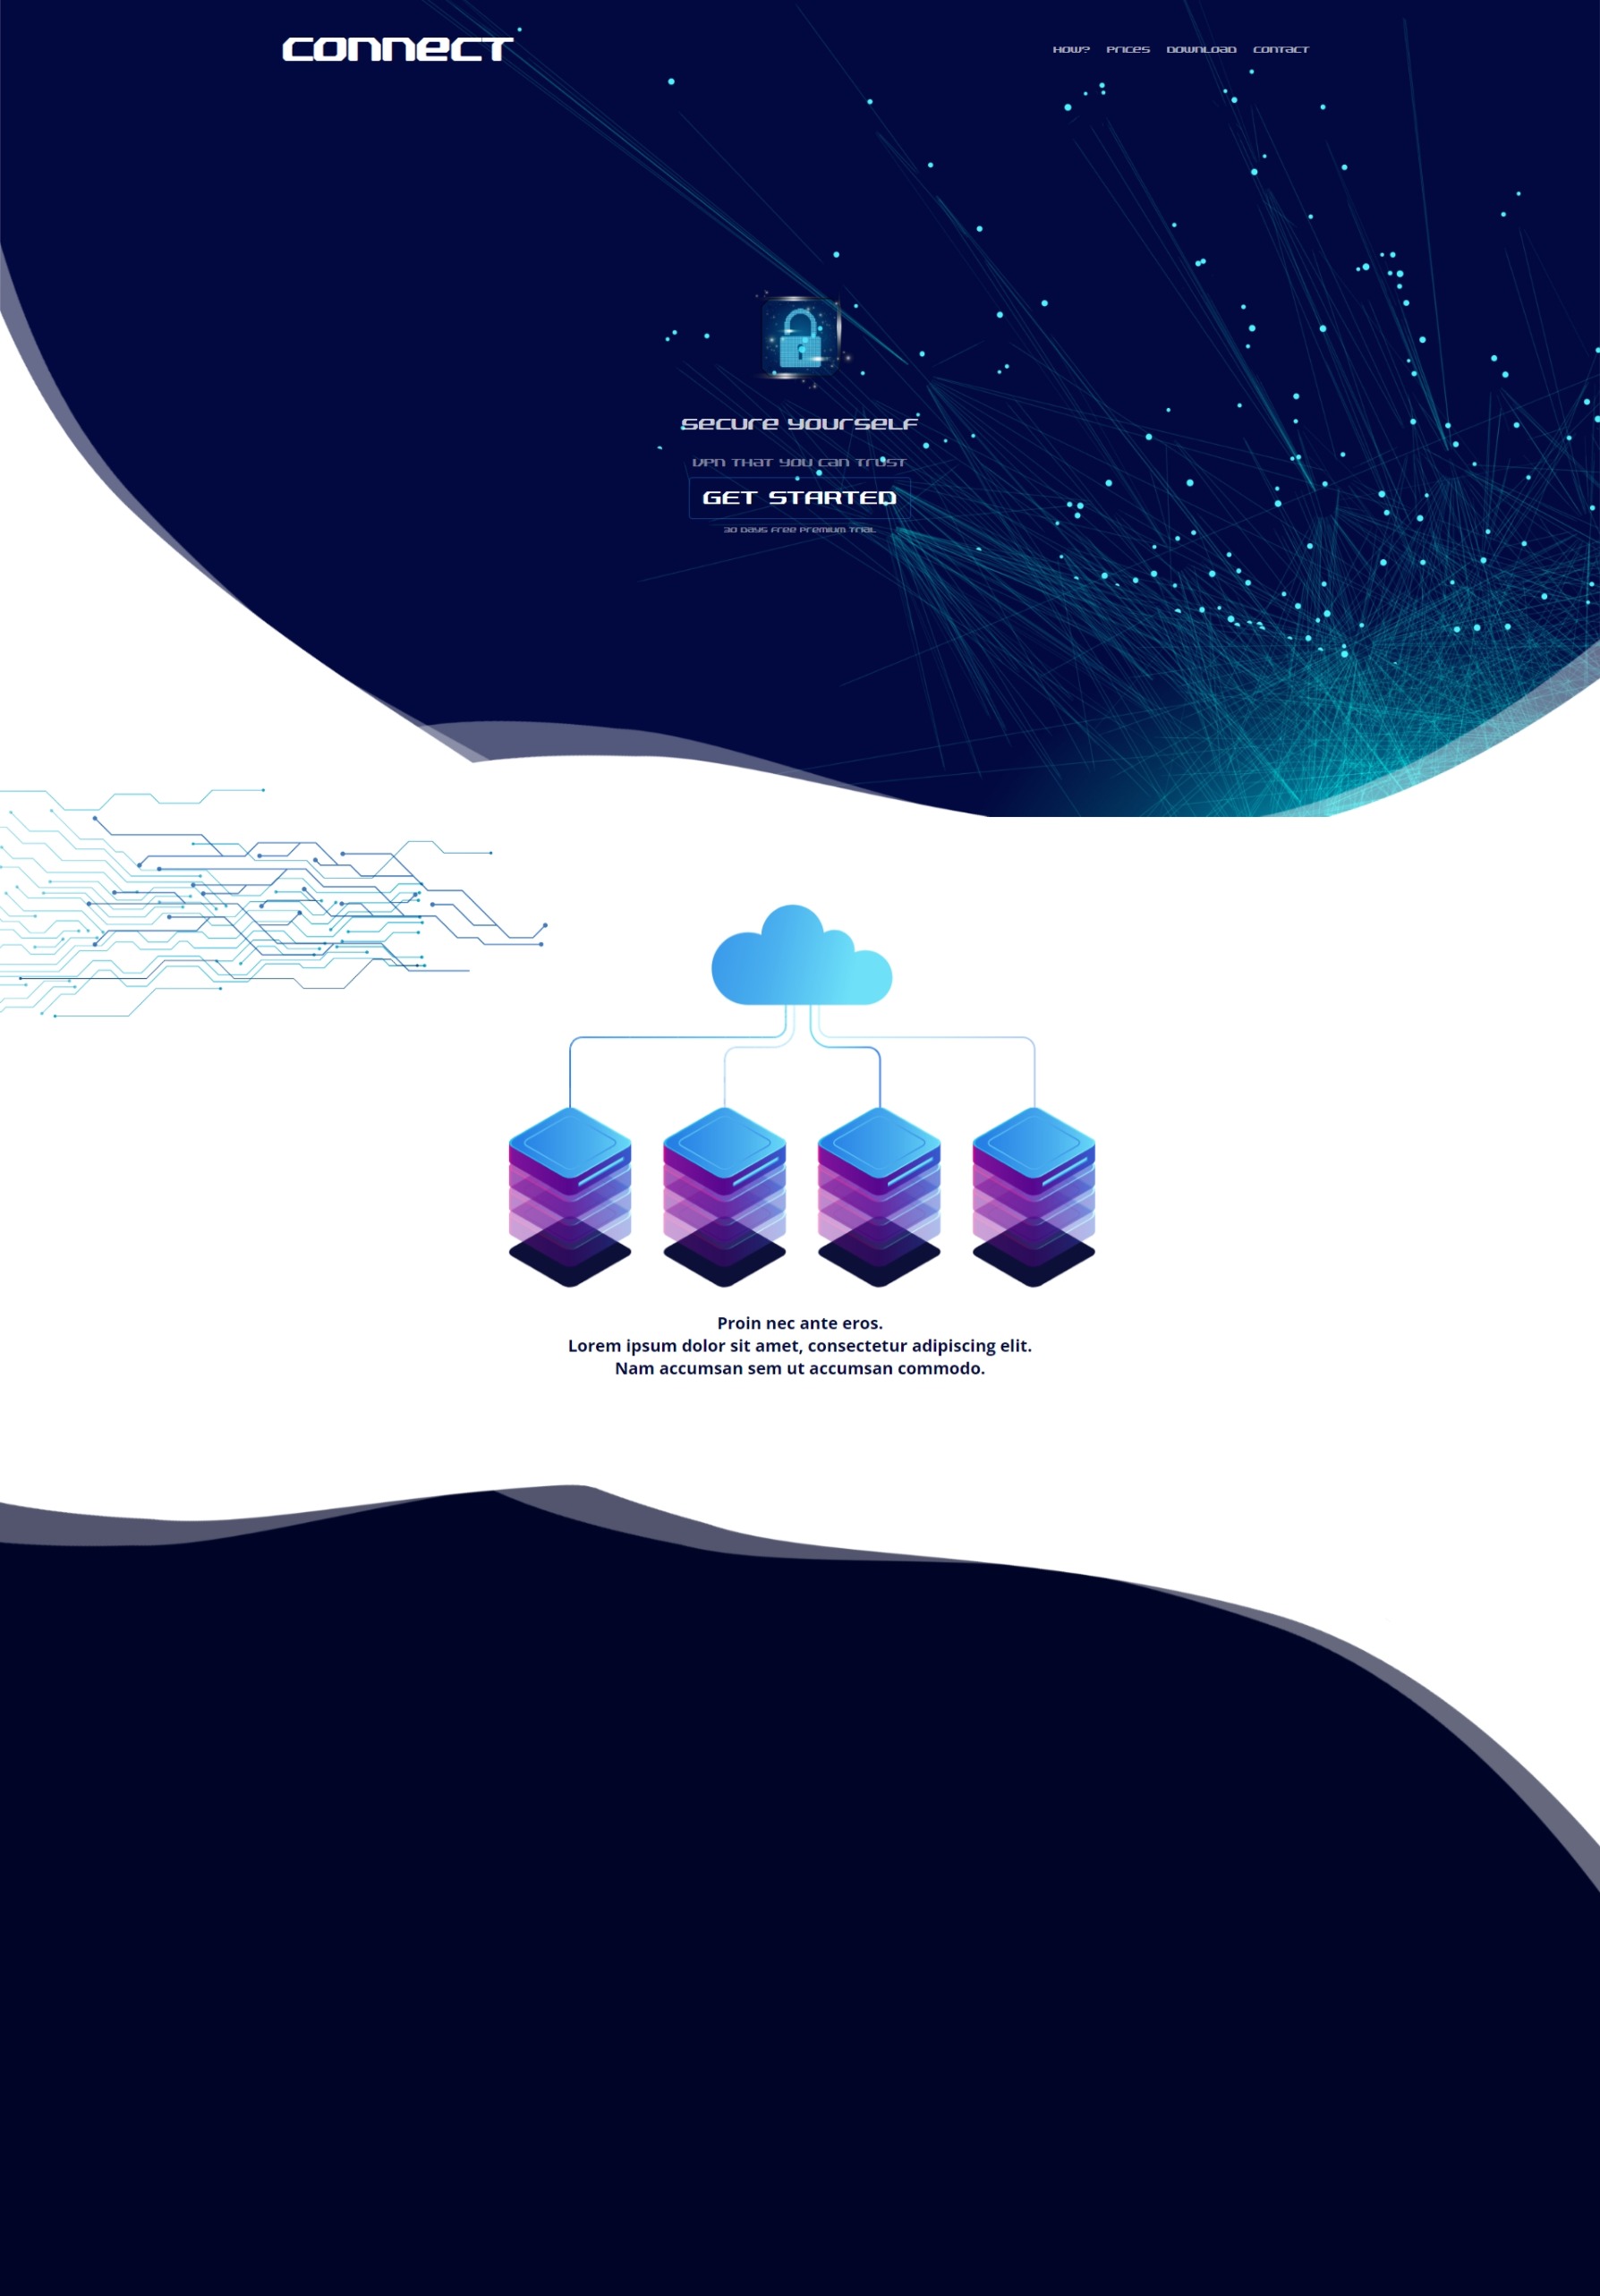 connect
How? Prices Download Contact
secure yourself
VPN that you can trust
GET STARTED
30 days free premium trial
Proin nec ante eros.
Lorem ipsum dolor sit amet, consectetur adipiscing elit.
Nam accumsan sem ut accumsan commodo.